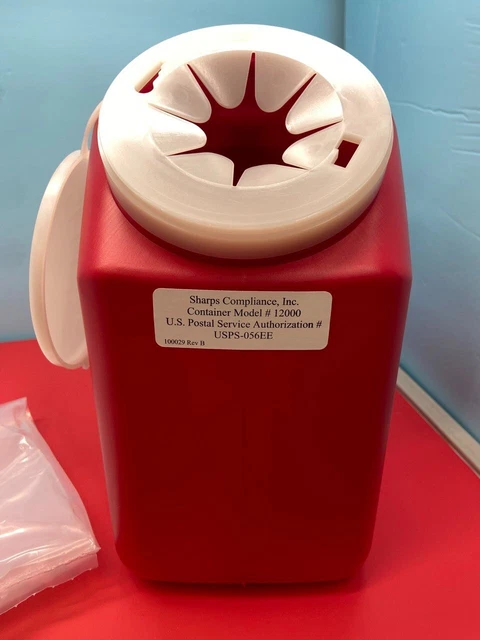 Sharps Compliance, Inc.
Container Model # 12000
U.S. Postal Service Authorization #
USPS-056EE
100029 Rev B